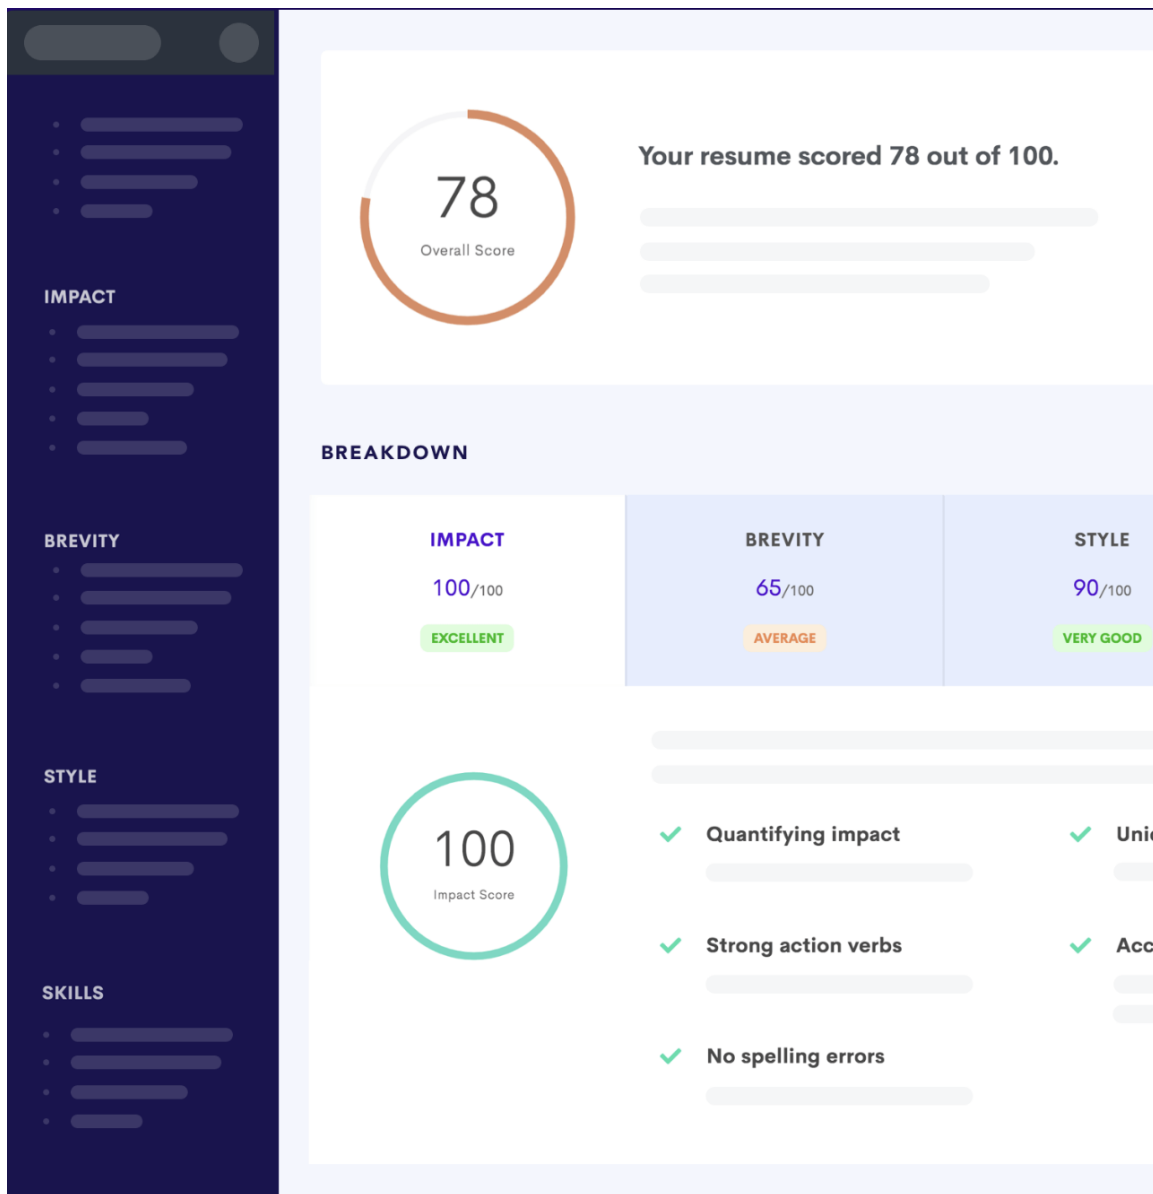 IMPACT
BREVITY
STYLE
SKILLS
78
Overall Score
Your resume scored 78 out of 100.
BREAKDOWN
IMPACT
100/100
EXCELLENT
BREVITY
65/100
AVERAGE
STYLE
90/100
VERY GOOD
100
Impact Score
Quantifying impact
Strong action verbs
No spelling errors